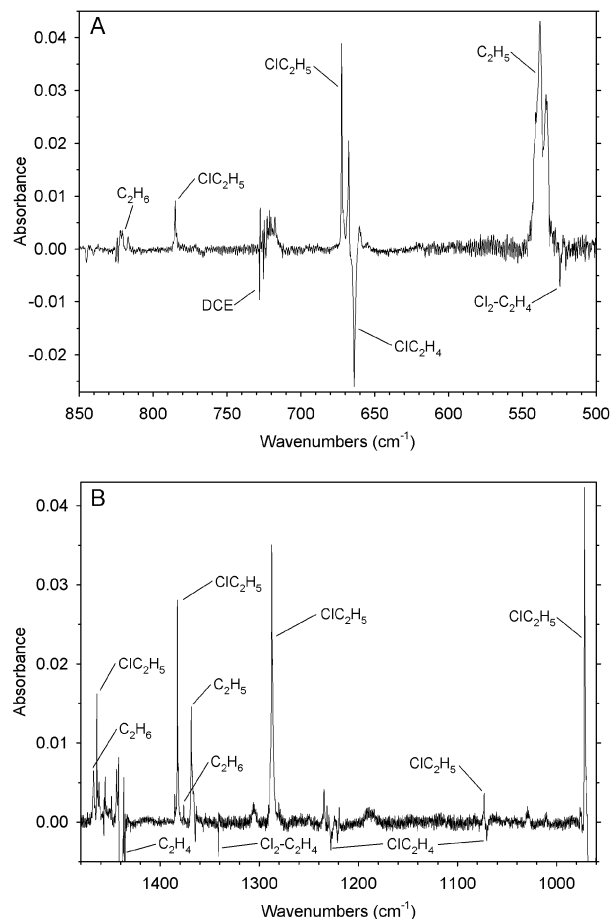 A
0.04
0.03
0.02
0.01
0.00
-0.01
-0.02
Absorbance
C₂H₆
ClC₂H₅
DCE
ClC₂H₅
ClC₂H₄
C₂H₅
Cl₂-C₂H₄
850 800 750 700 650 600 550 500
Wavenumbers (cm⁻¹)
B
0.04
0.03
0.02
0.01
0.00
Absorbance
ClC₂H₅
C₂H₆
ClC₂H₅
C₂H₅
C₂H₆
ClC₂H₅
ClC₂H₅
ClC₂H₅
C₂H₄
Cl₂-C₂H₄
ClC₂H₄
1400 1300 1200 1100 1000
Wavenumbers (cm⁻¹)